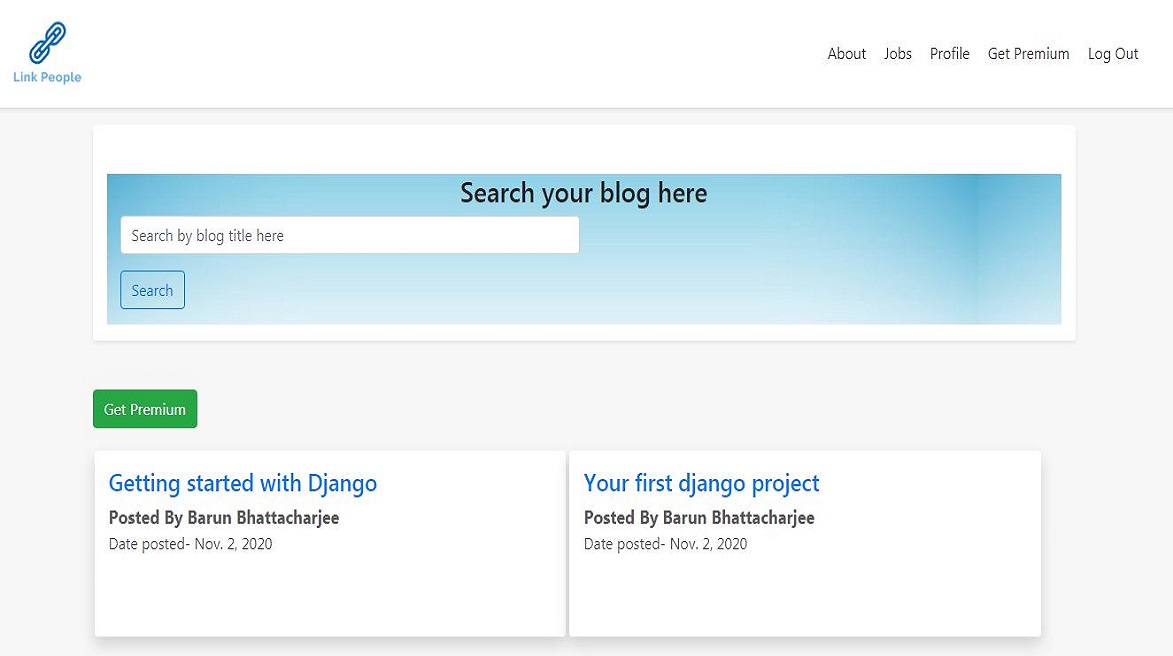 Link People
About Jobs Profile Get Premium Log Out
Search your blog here
Search by blog title here
Search
Get Premium
Getting started with Django
Posted By Barun Bhattacharjee
Date posted- Nov. 2, 2020
Your first django project
Posted By Barun Bhattacharjee
Date posted- Nov. 2, 2020